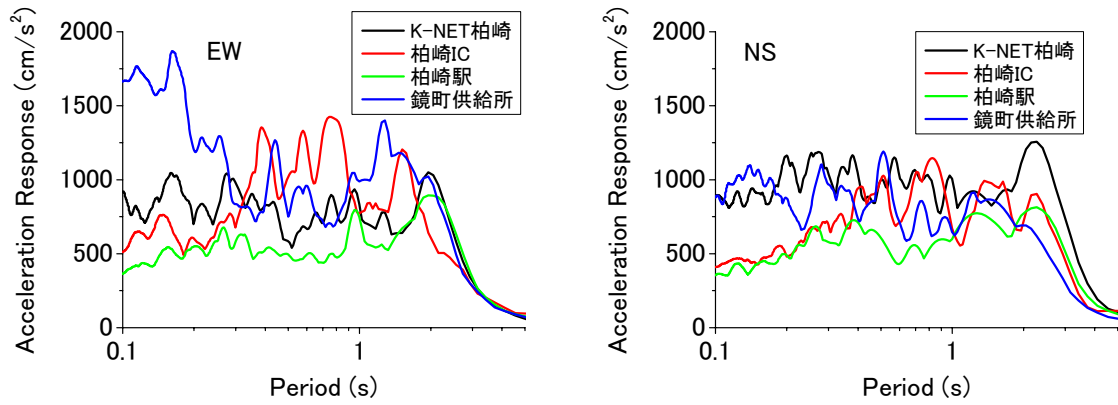 2000
1500
1000
500
0
0.1
1
Acceleration Response (cm/s²)
Period (s)
EW
K-NET柏崎
柏崎IC
柏崎駅
鏡町供給所
2000
1500
1000
500
0
0.1
1
Acceleration Response (cm/s²)
Period (s)
NS
K-NET柏崎
柏崎IC
柏崎駅
鏡町供給所